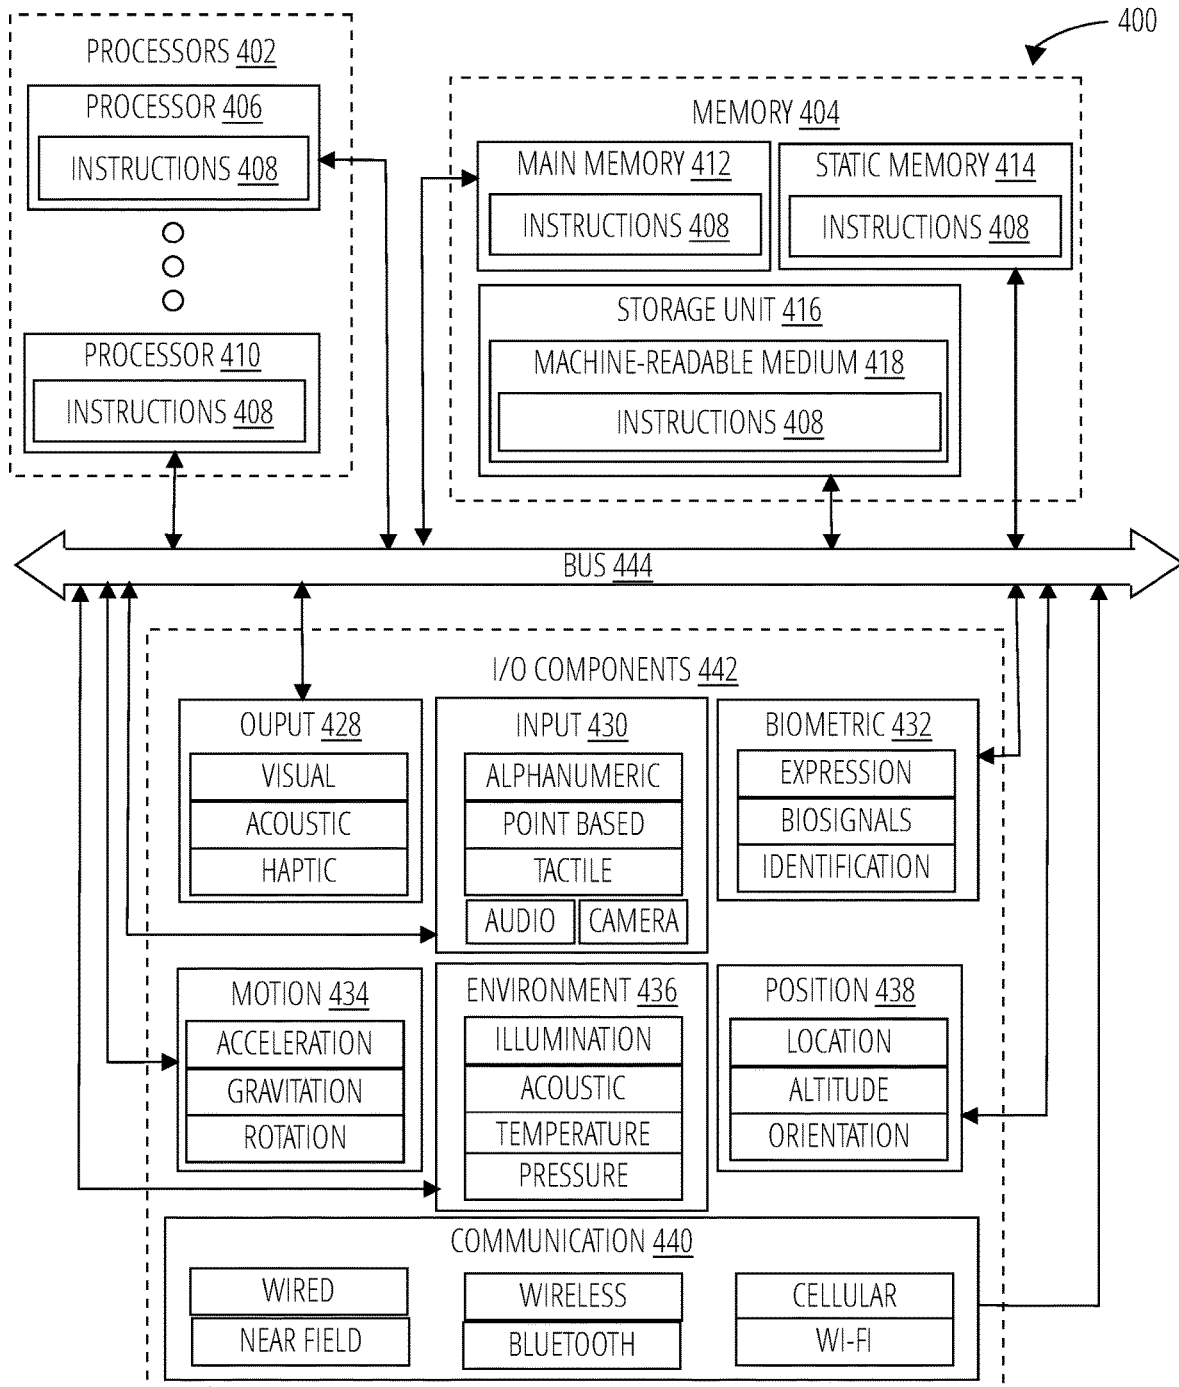 400
PROCESSORS 402
PROCESSOR 406
INSTRUCTIONS 408
PROCESSOR 410
INSTRUCTIONS 408
MEMORY 404
MAIN MEMORY 412
INSTRUCTIONS 408
STATIC MEMORY 414
INSTRUCTIONS 408
STORAGE UNIT 416
MACHINE-READABLE MEDIUM 418
INSTRUCTIONS 408
BUS 444
I/O COMPONENTS 442
OUPUT 428
VISUAL
ACOUSTIC
HAPTIC
INPUT 430
ALPHANUMERIC
POINT BASED
TACTILE
AUDIO
CAMERA
BIOMETRIC 432
EXPRESSION
BIOSIGNALS
IDENTIFICATION
MOTION 434
ACCELERATION
GRAVITATION
ROTATION
ENVIRONMENT 436
ILLUMINATION
ACOUSTIC
TEMPERATURE
PRESSURE
POSITION 438
LOCATION
ALTITUDE
ORIENTATION
COMMUNICATION 440
WIRED
NEAR FIELD
WIRELESS
BLUETOOTH
CELLULAR
WI-FI